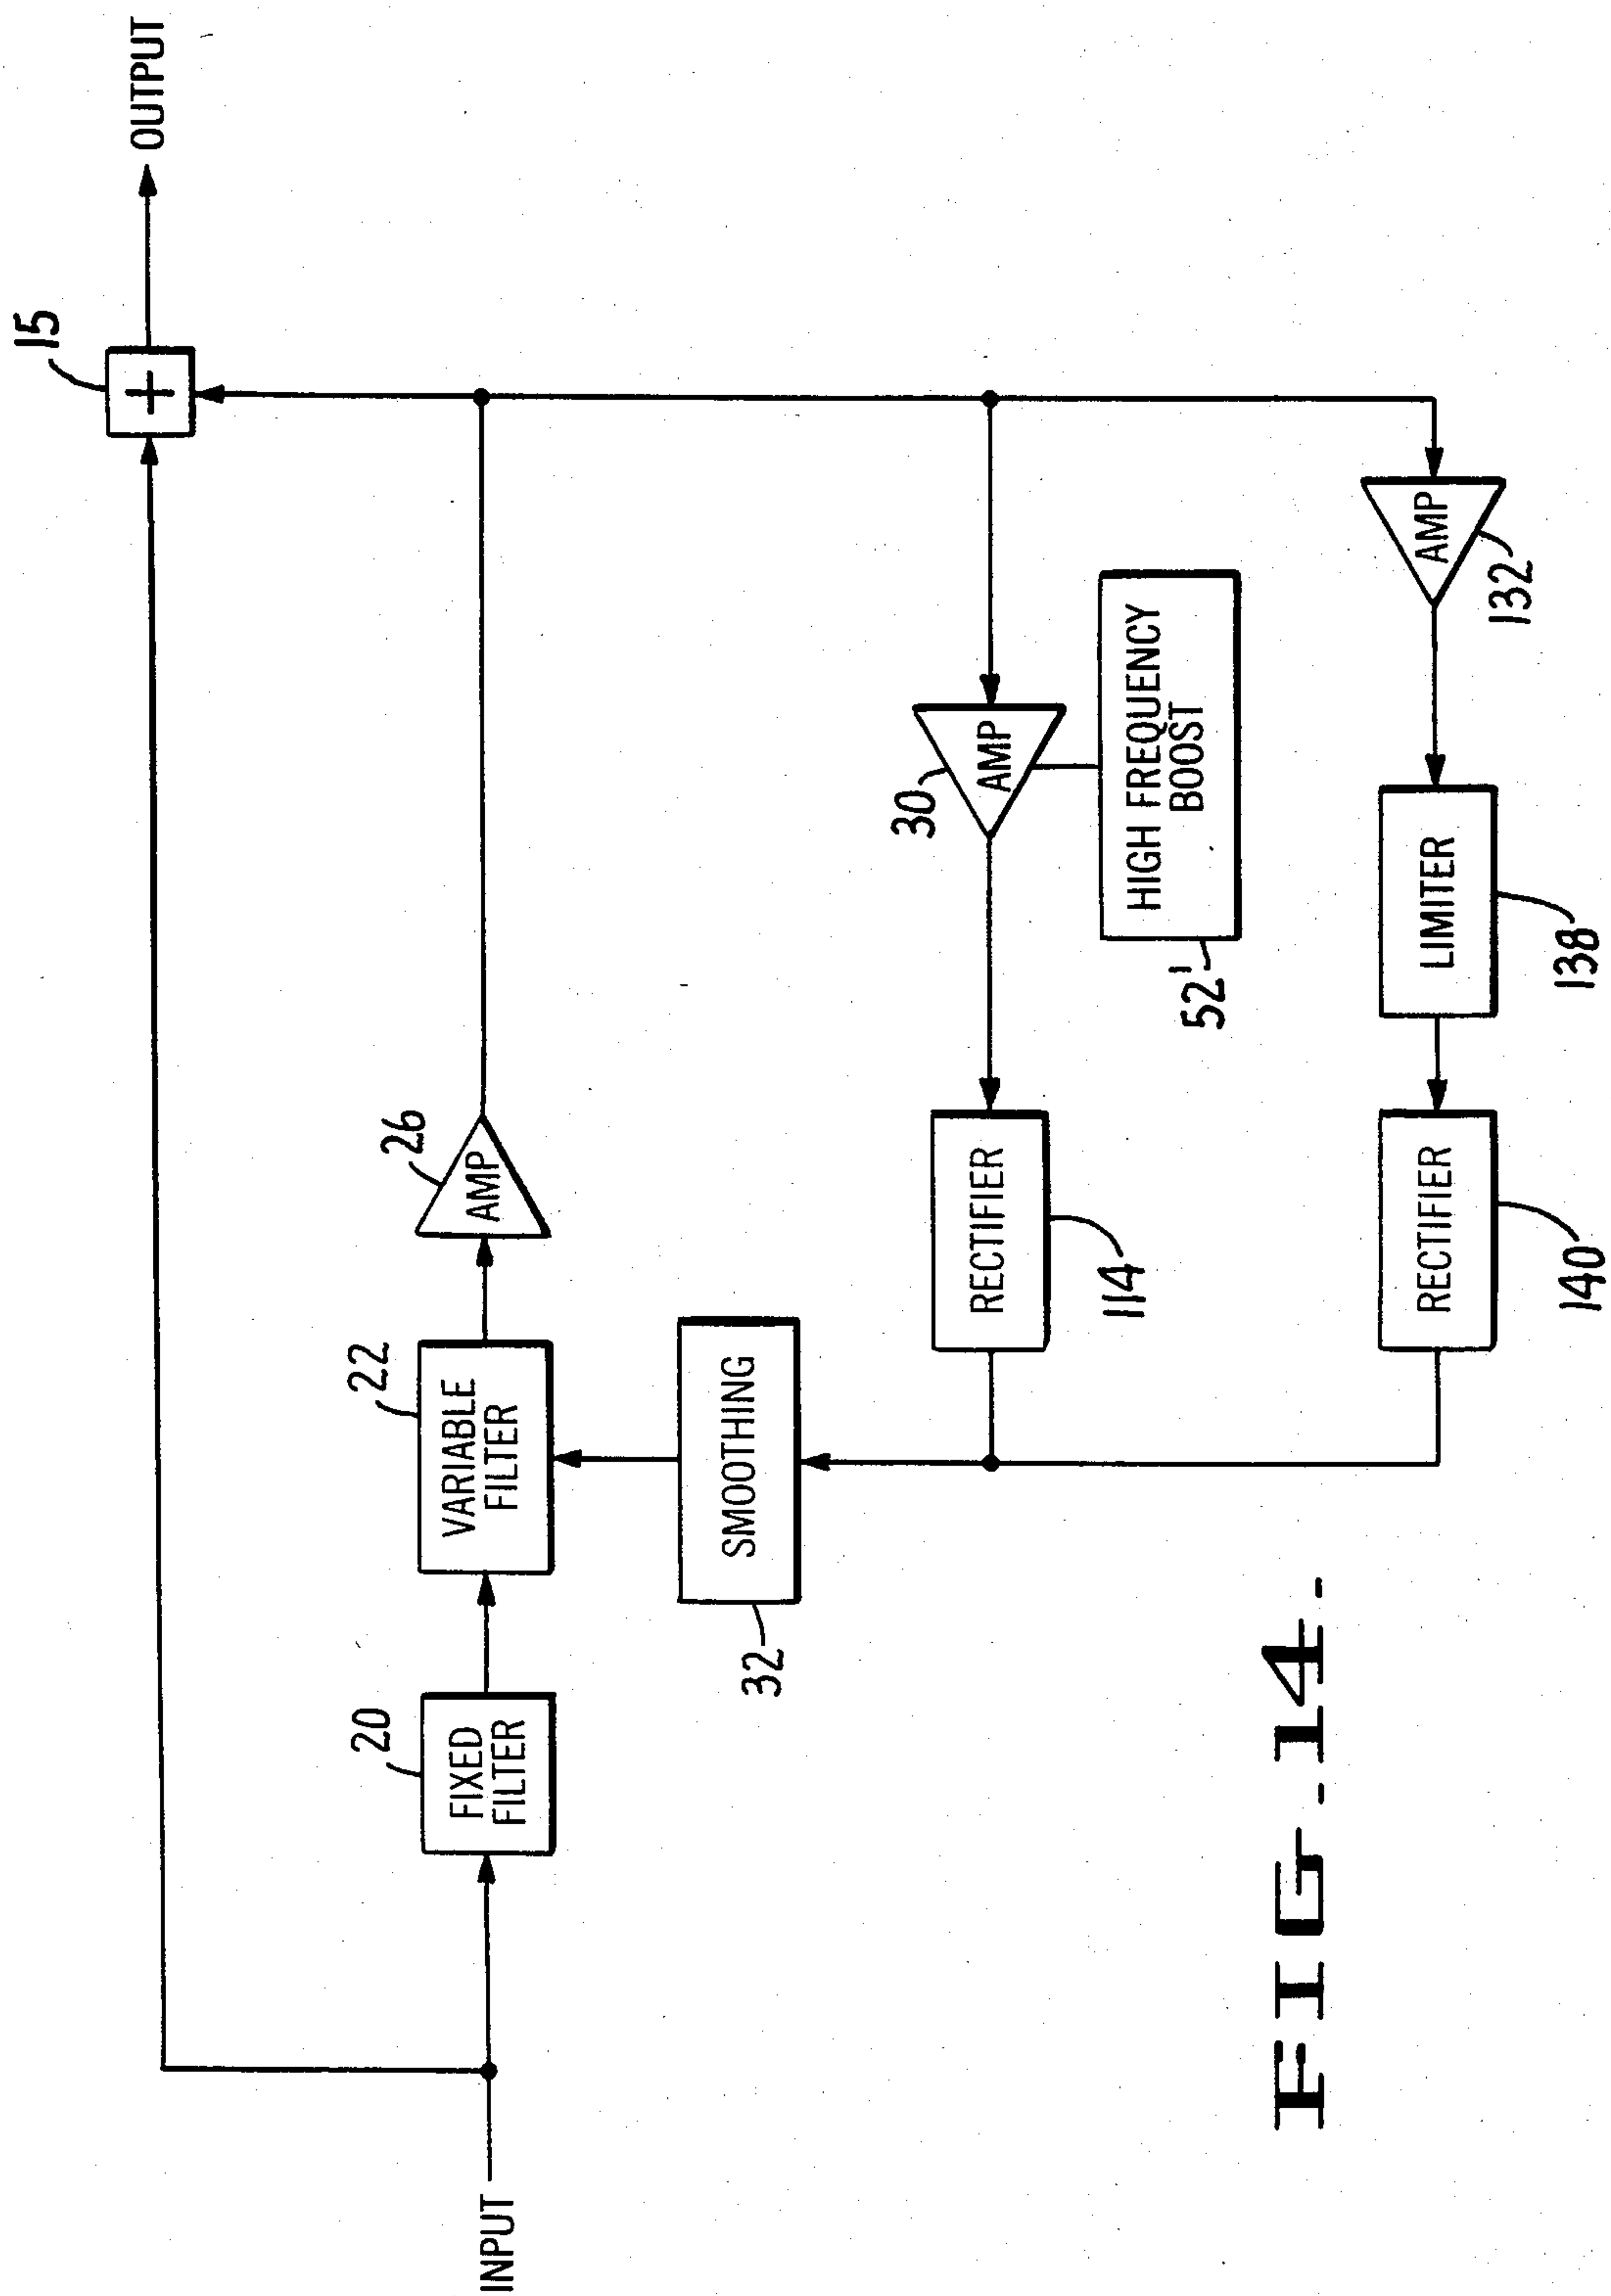 OUTPUT
15
+
26
AMP
22
VARIABLE
FILTER
20
FIXED
FILTER
INPUT
SMOOTHING
32
30
AMP
HIGH FREQUENCY
BOOST
52'
RECTIFIER
114
AMP
132
LIMITER
138
RECTIFIER
140
FIG. 14.